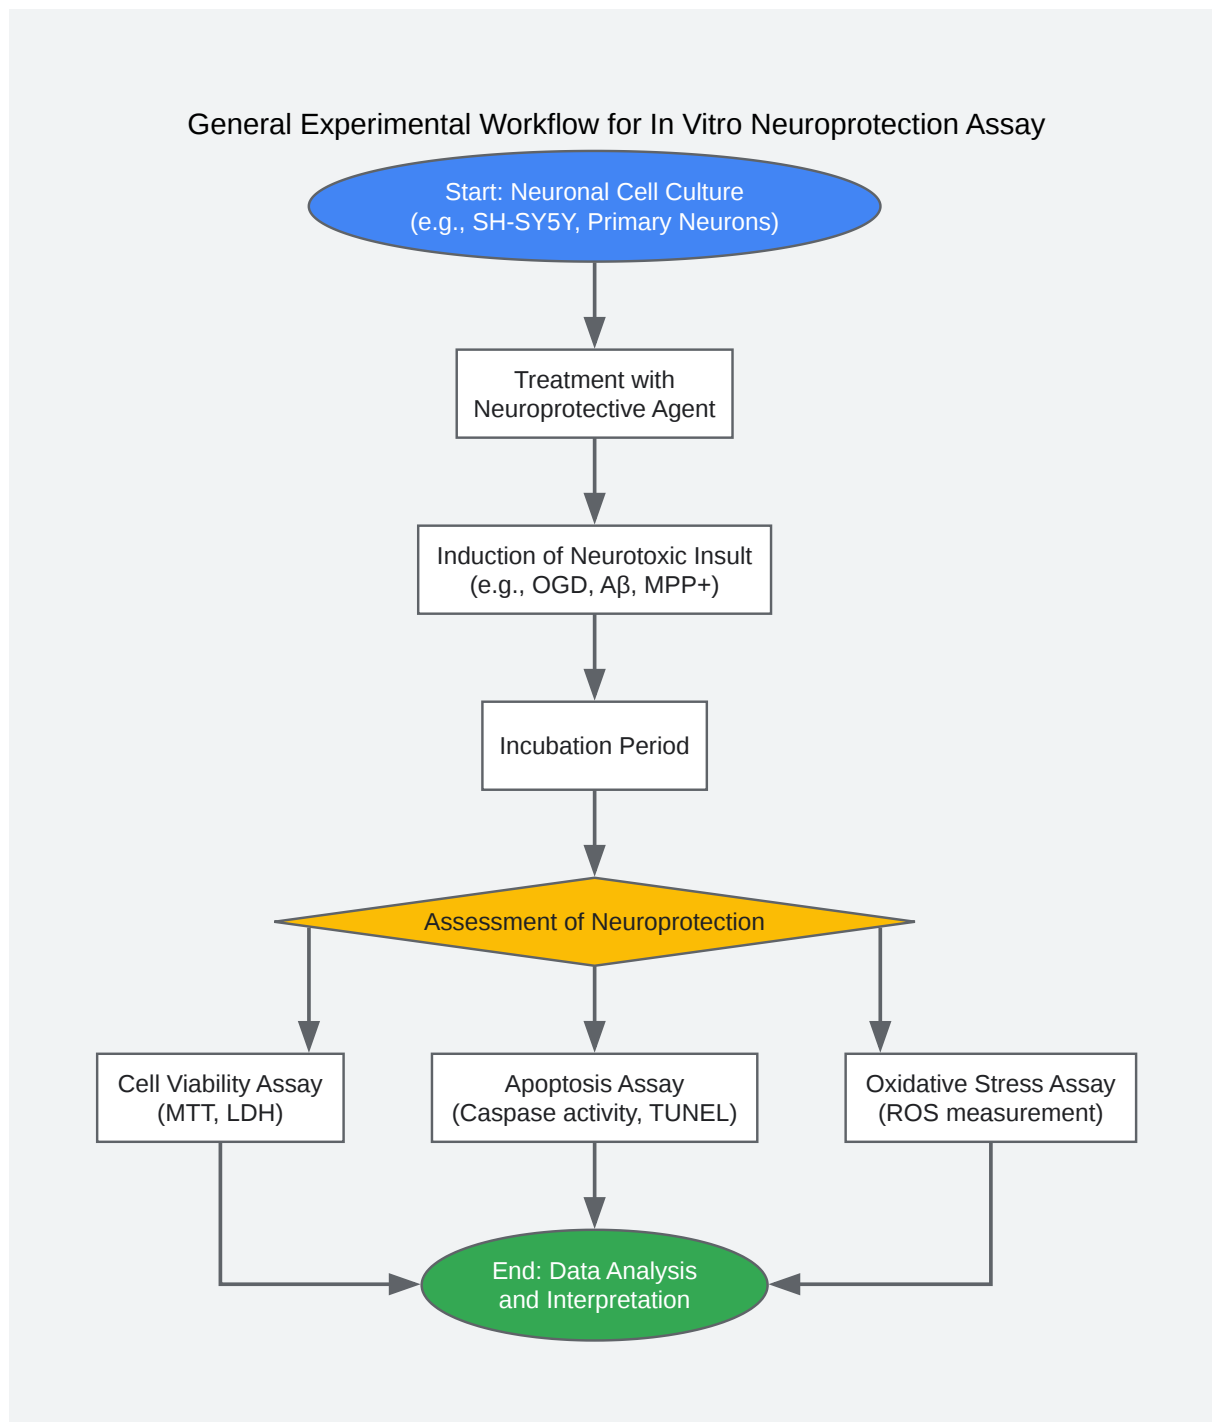 General Experimental Workflow for In Vitro Neuroprotection Assay
Start: Neuronal Cell Culture
(e.g., SH-SY5Y, Primary Neurons)
Treatment with
Neuroprotective Agent
Induction of Neurotoxic Insult
(e.g., OGD, Aβ, MPP+)
Incubation Period
Assessment of Neuroprotection
Cell Viability Assay
(MTT, LDH)
Apoptosis Assay
(Caspase activity, TUNEL)
Oxidative Stress Assay
(ROS measurement)
End: Data Analysis
and Interpretation